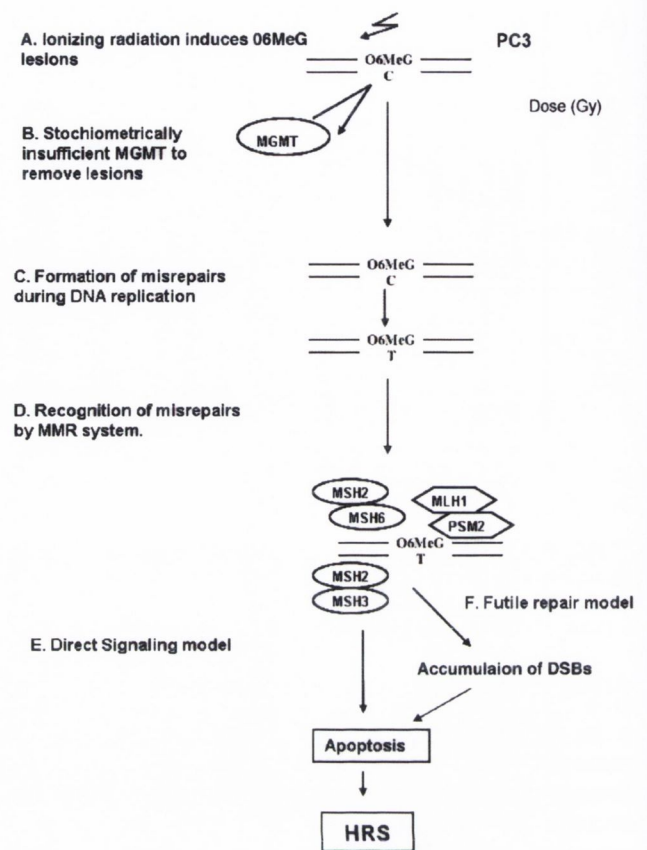 A. Ionizing radiation induces 06MeG
lesions
PC3
O6MeG
C
Dose (Gy)
MGMT
B. Stochiometrically
insufficient MGMT to
remove lesions
O6MeG
C
C. Formation of misrepairs
during DNA replication
O6MeG
T
D. Recognition of misrepairs
by MMR system.
MSH2
MLH1
MSH6
PSM2
O6MeG
T
MSH2
MSH3
F. Futile repair model
E. Direct Signaling model
Accumulaion of DSBs
Apoptosis
HRS